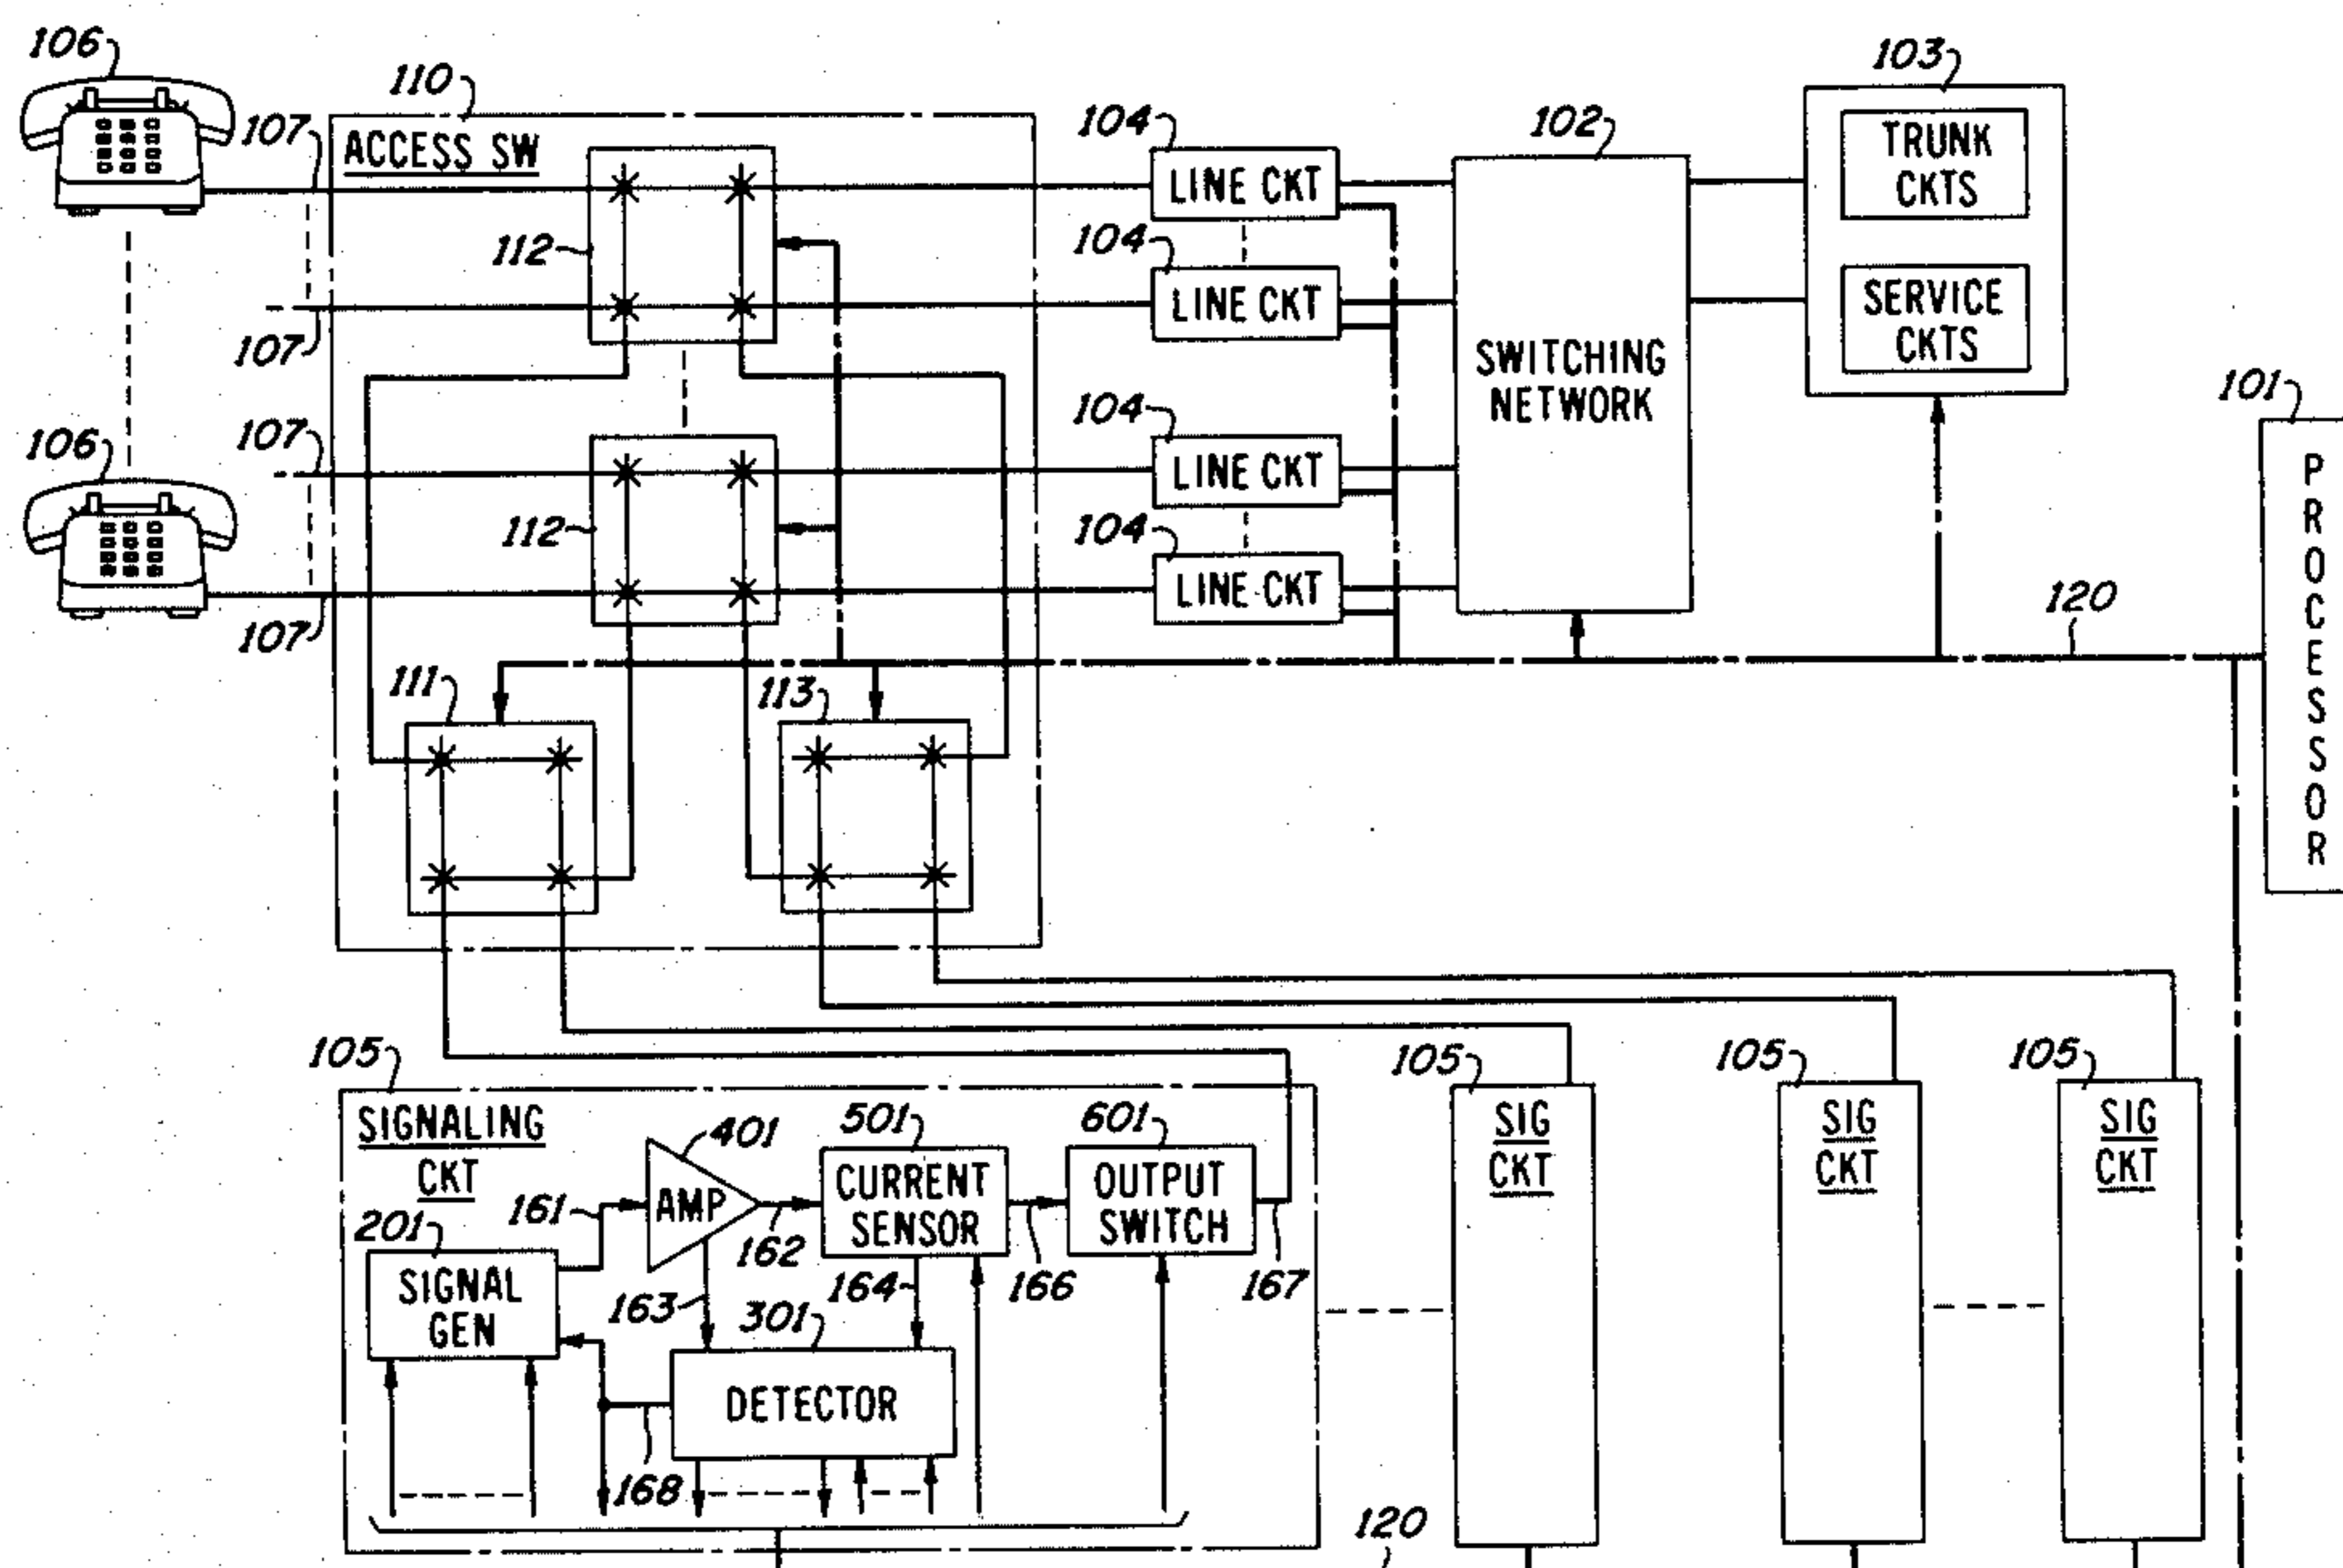 106
110
107
ACCESS SW
104
102
103
LINE CKT
TRUNK
CKTS
112
104
LINE CKT
SERVICE
CKTS
107
SWITCHING
NETWORK
101
PROCESSOR
106
107
104
LINE CKT
112
104
LINE CKT
107
120
111
113
105
SIGNALING
CKT
401
501
601
105
SIG
CKT
105
SIG
CKT
105
SIG
CKT
161
AMP
CURRENT
SENSOR
OUTPUT
SWITCH
201
162
SIGNAL
GEN
163
164
166
167
301
DETECTOR
168
120